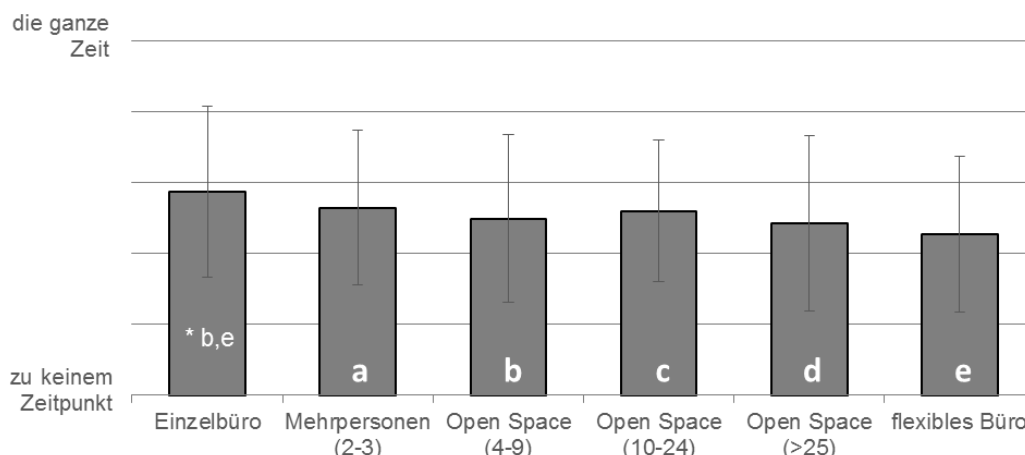 die ganze
Zeit
* b,e
a
b
c
d
e
zu keinem
Zeitpunkt
Einzelbüro
Mehrpersonen
(2-3)
Open Space
(4-9)
Open Space
(10-24)
Open Space
(>25)
flexibles Büro